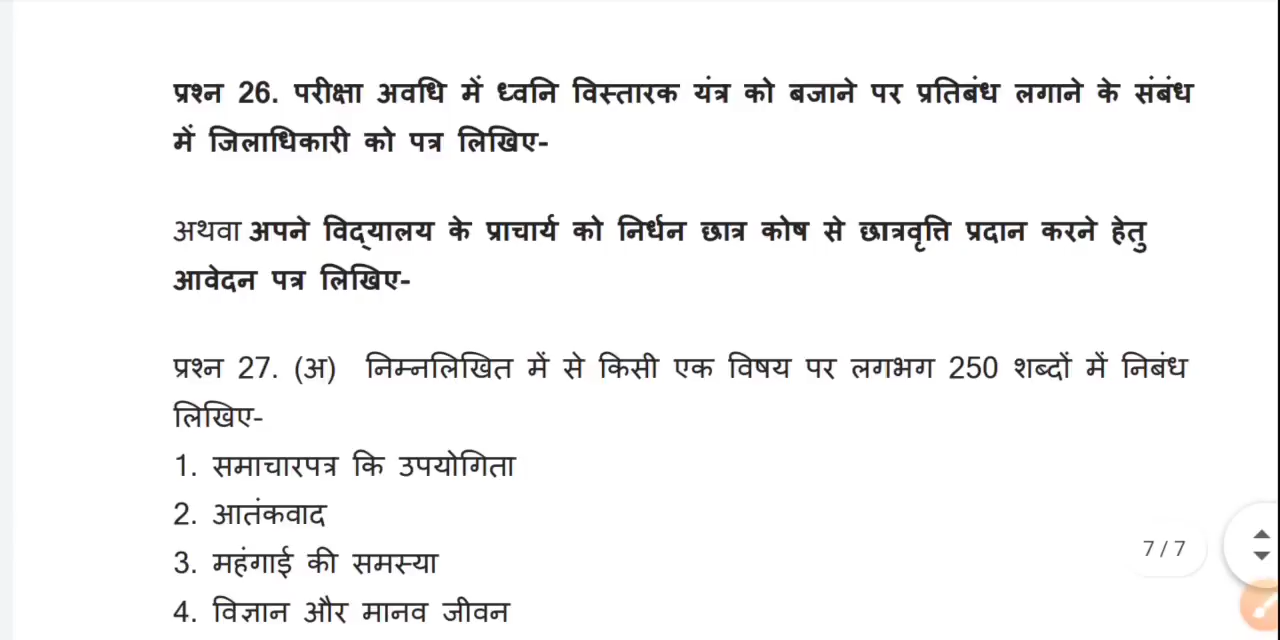 प्रश्न 26. परीक्षा अवधि में ध्वनि विस्तारक यंत्र को बजाने पर प्रतिबंध लगाने के संबंध
में जिलाधिकारी को पत्र लिखिए-
अथवा अपने विद्यालय के प्राचार्य को निर्धन छात्र कोष से छात्रवृत्ति प्रदान करने हेतु
आवेदन पत्र लिखिए-
प्रश्न 27. (अ) निम्नलिखित में से किसी एक विषय पर लगभग 250 शब्दों में निबंध
लिखिए-
1. समाचारपत्र कि उपयोगिता
2. आतंकवाद
3. महंगाई की समस्या
4. विज्ञान और मानव जीवन
7/7